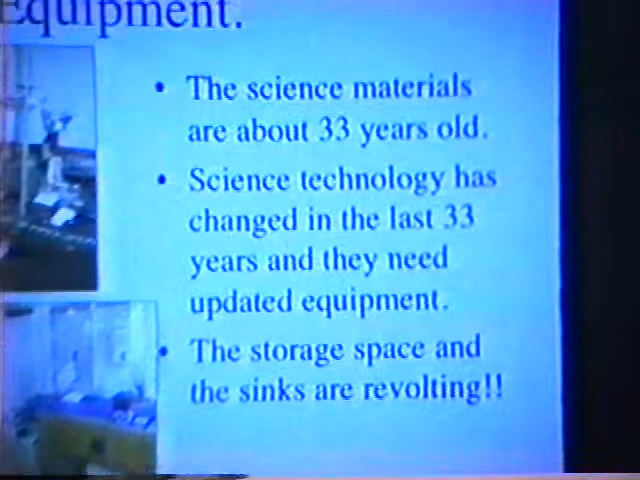 Equipment.
• The science materials
are about 33 years old.
• Science technology has
changed in the last 33
years and they need
updated equipment.
• The storage space and
the sinks are revolting!!